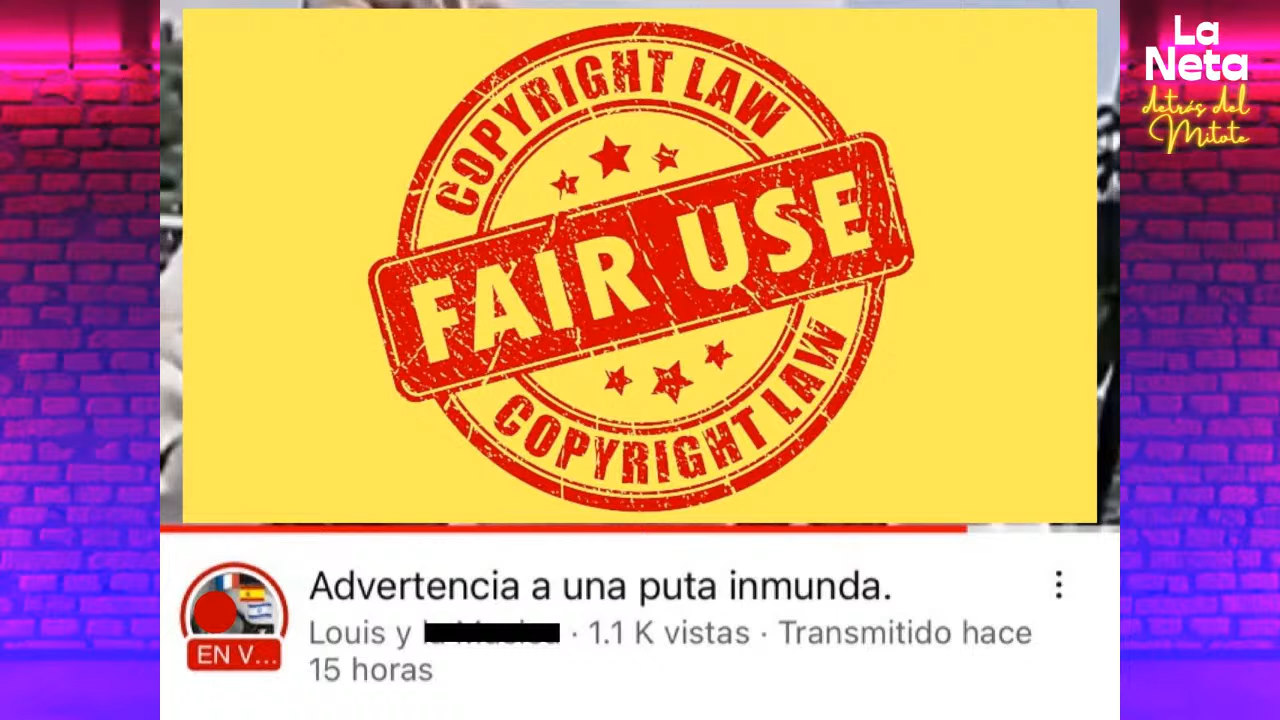 La
Neta
detrás del
Mitote
COPYRIGHT LAW
FAIR USE
COPYRIGHT LAW
Advertencia a una puta inmunda.
Louis y · 1.1 K vistas · Transmitido hace
15 horas
EN V...